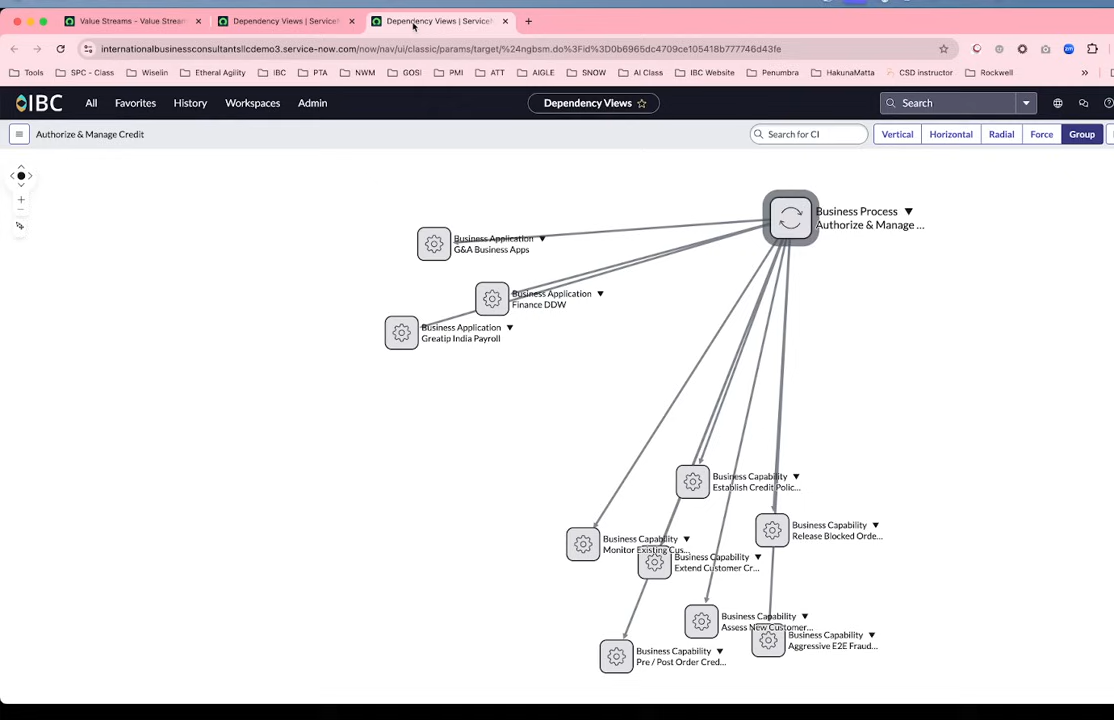 Value Streams - Value Stream
Dependency Views | ServiceN
Dependency Views | ServiceN
internationalbusinessconsultantsllcdemo3.service-now.com/now/nav/ui/classic/params/target/%24ngbsm.do%3Fid%3D0b6965dc4709ce105418b777746d43fe
Tools
SPC - Class
Wiselin
Etheral Agility
IBC
PTA
NWM
GOSI
PMI
ATT
AIGLE
SNOW
AI Class
IBC Website
Penumbra
HakunaMatta
CSD instructor
Rockwell
IBC
All
Favorites
History
Workspaces
Admin
Dependency Views
Search
Authorize & Manage Credit
Search for CI
Vertical
Horizontal
Radial
Force
Group
Business Process
Authorize & Manage ...
Business Application
G&A Business Apps
Business Application
Finance DDW
Business Application
Greatip India Payroll
Business Capability
Establish Credit Polic...
Business Capability
Release Blocked Orde...
Business Capability
Monitor Existing Cus...
Business Capability
Extend Customer Cr...
Business Capability
Assess New Customer...
Business Capability
Aggressive E2E Fraud...
Business Capability
Pre / Post Order Cred...